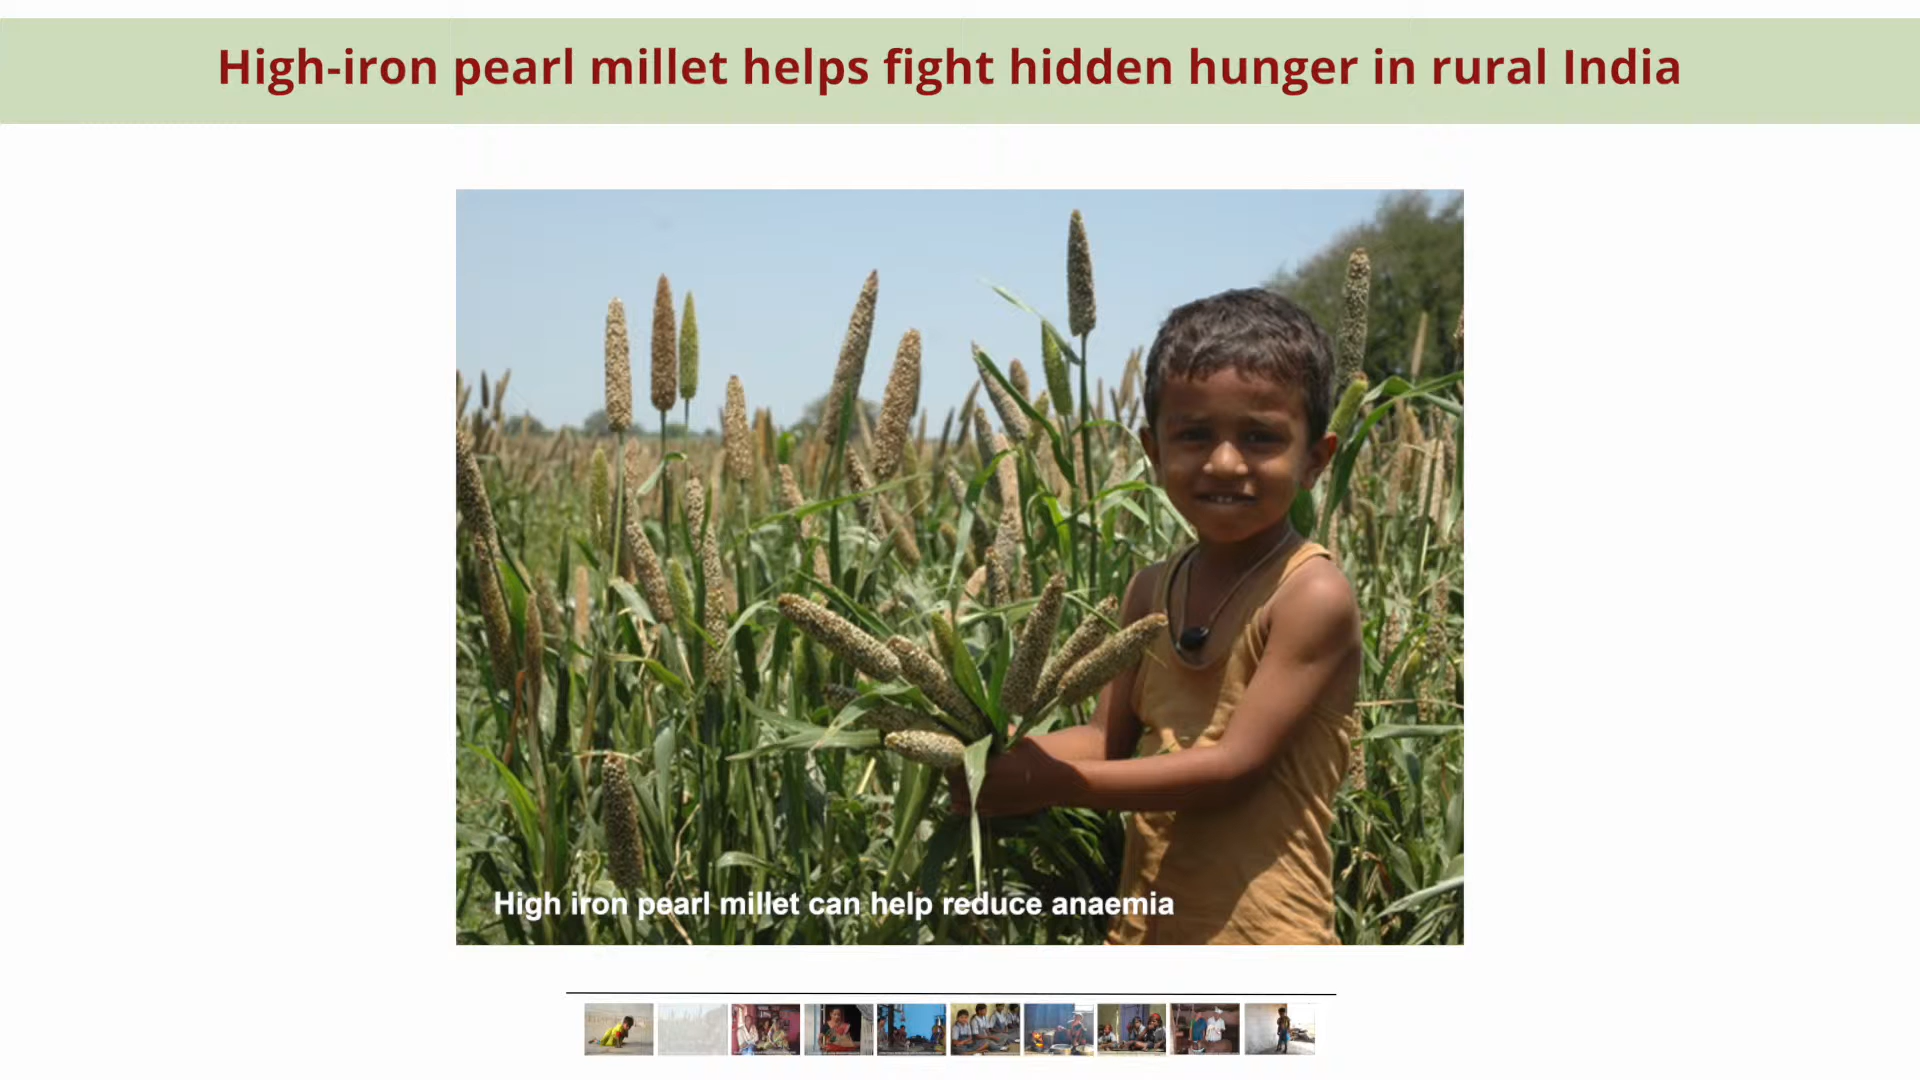 High-iron pearl millet helps fight hidden hunger in rural India
High iron pearl millet can help reduce anaemia